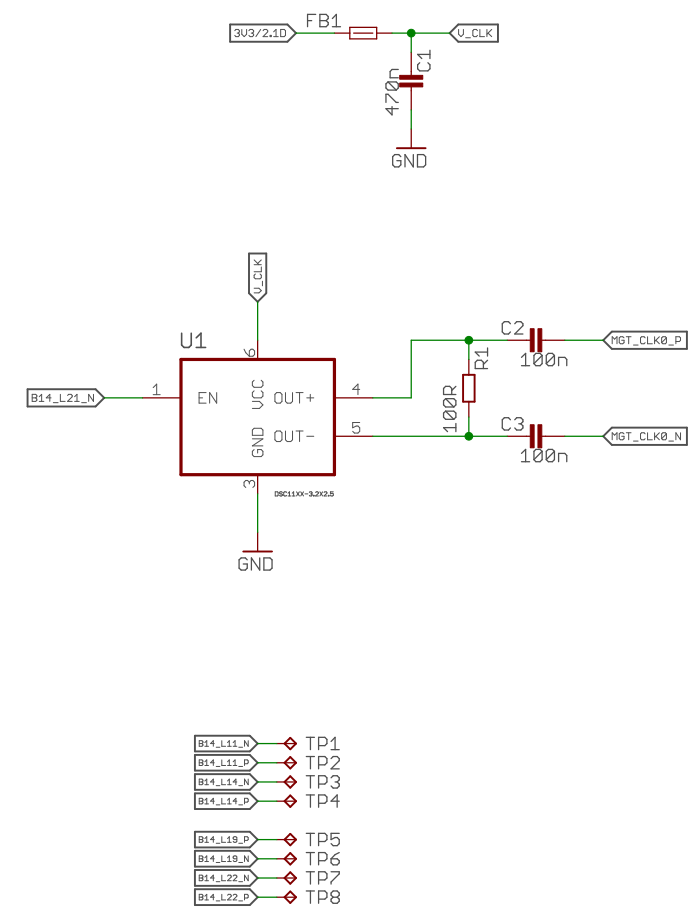 FB1
3V3/2.1D
V_CLK
C1
470n
GND
V_CLK
U1
6
1
EN
VCC
OUT+
4
B14_L21_N
GND
OUT-
5
3
DSC11XX-3.2X2.5
GND
C2
100n
MGT_CLK0_P
R1
100R
C3
100n
MGT_CLK0_N
B14_L11_N TP1
B14_L11_P TP2
B14_L14_N TP3
B14_L14_P TP4
B14_L19_P TP5
B14_L19_N TP6
B14_L22_N TP7
B14_L22_P TP8